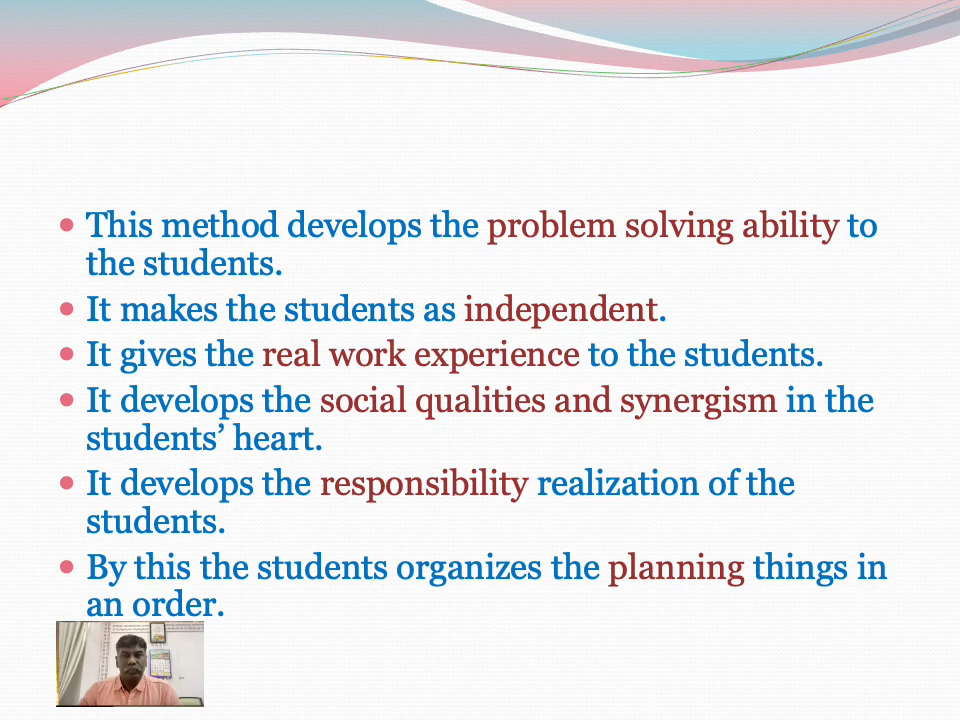 This method develops the problem solving ability to
the students.
It makes the students as independent.
It gives the real work experience to the students.
It develops the social qualities and synergism in the
students’ heart.
It develops the responsibility realization of the
students.
By this the students organizes the planning things in
an order.